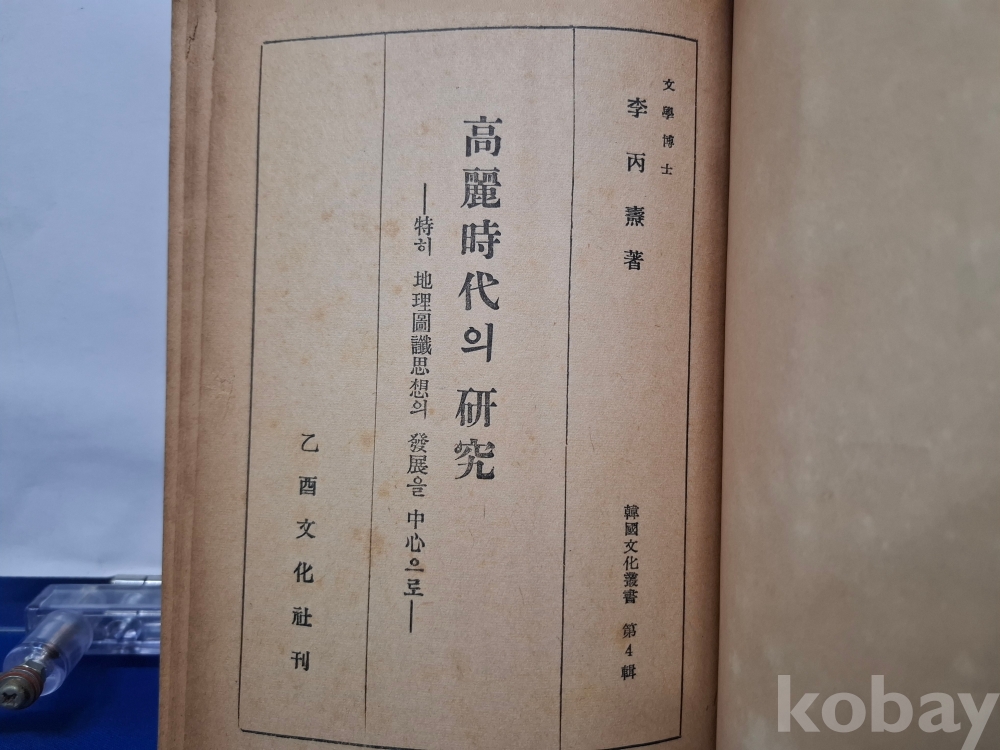 文學博士
李丙燾著
韓國文化叢書 第4輯
高麗時代의 硏究
—特히 地理圖讖思想의 發展을 中心으로—
乙酉文化社刊
kobay